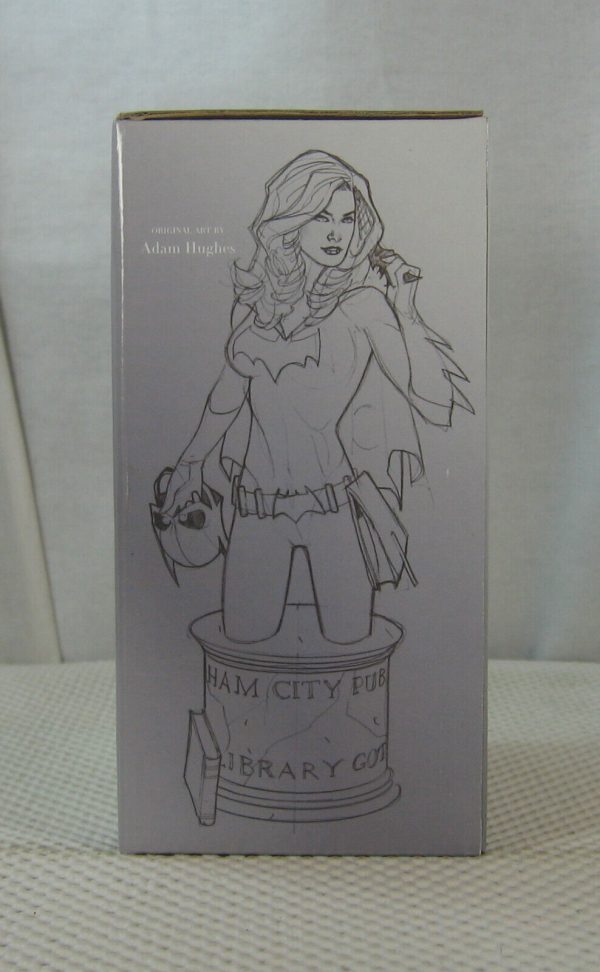 ORIGINAL ART BY
Adam Hughes
HAM CITY PUB
LIBRARY GOT